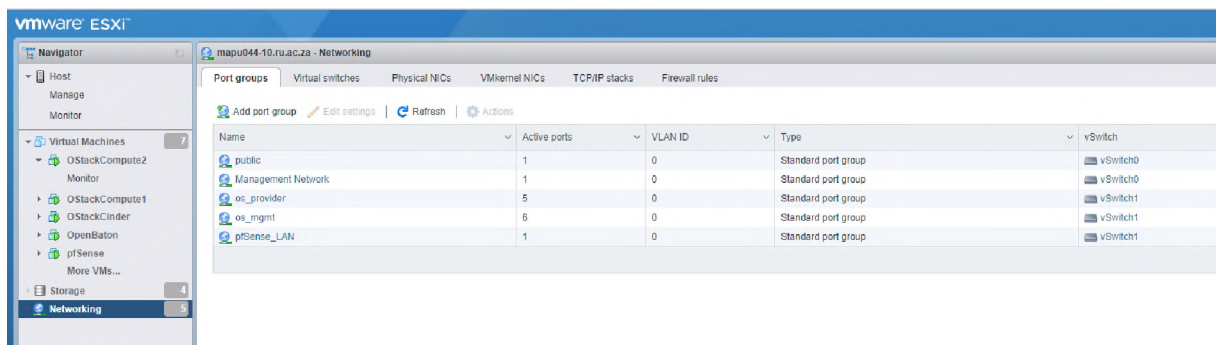 vmware ESXi™
Navigator
mapu044-10.ru.ac.za - Networking
Host
Manage
Monitor
Virtual Machines 7
OStackCompute2
Monitor
OStackCompute1
OStackCinder
OpenBaton
pfSense
More VMs...
Storage 4
Networking 5
Port groups Virtual switches Physical NICs VMkernel NICs TCP/IP stacks Firewall rules
Add port group Edit settings Refresh Actions
Name Active ports VLAN ID Type vSwitch
public 1 0 Standard port group vSwitch0
Management Network 1 0 Standard port group vSwitch0
os_provider 5 0 Standard port group vSwitch1
os_mgmt 6 0 Standard port group vSwitch1
pfSense_LAN 1 0 Standard port group vSwitch1